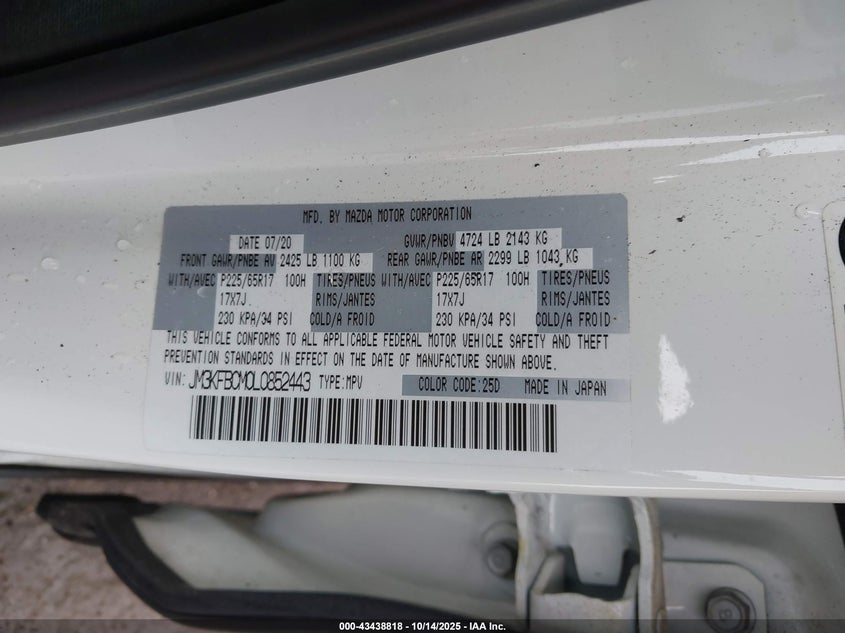 MFD. BY MAZDA MOTOR CORPORATION
DATE 07/20 GVWR/PNBV 4724 LB 2143 KG
FRONT GAWR/PNBE AV 2425 LB 1100 KG REAR GAWR/PNBE AR 2299 LB 1043 KG
WITH/AVEC P225/65R17 100H TIRES/PNEUS WITH/AVEC P225/65R17 100H TIRES/PNEUS
17X7J RIMS/JANTES 17X7J RIMS/JANTES
230 KPA/34 PSI COLD/A FROID 230 KPA/34 PSI COLD/A FROID
THIS VEHICLE CONFORMS TO ALL APPLICABLE FEDERAL MOTOR VEHICLE SAFETY AND THEFT
PREVENTION STANDARDS IN EFFECT ON THE DATE OF MANUFACTURE SHOWN ABOVE.
VIN: JM3KFBCM0L0852443 TYPE:MPV COLOR CODE:25D MADE IN JAPAN
000-43438818 - 10/14/2025 - IAA Inc.